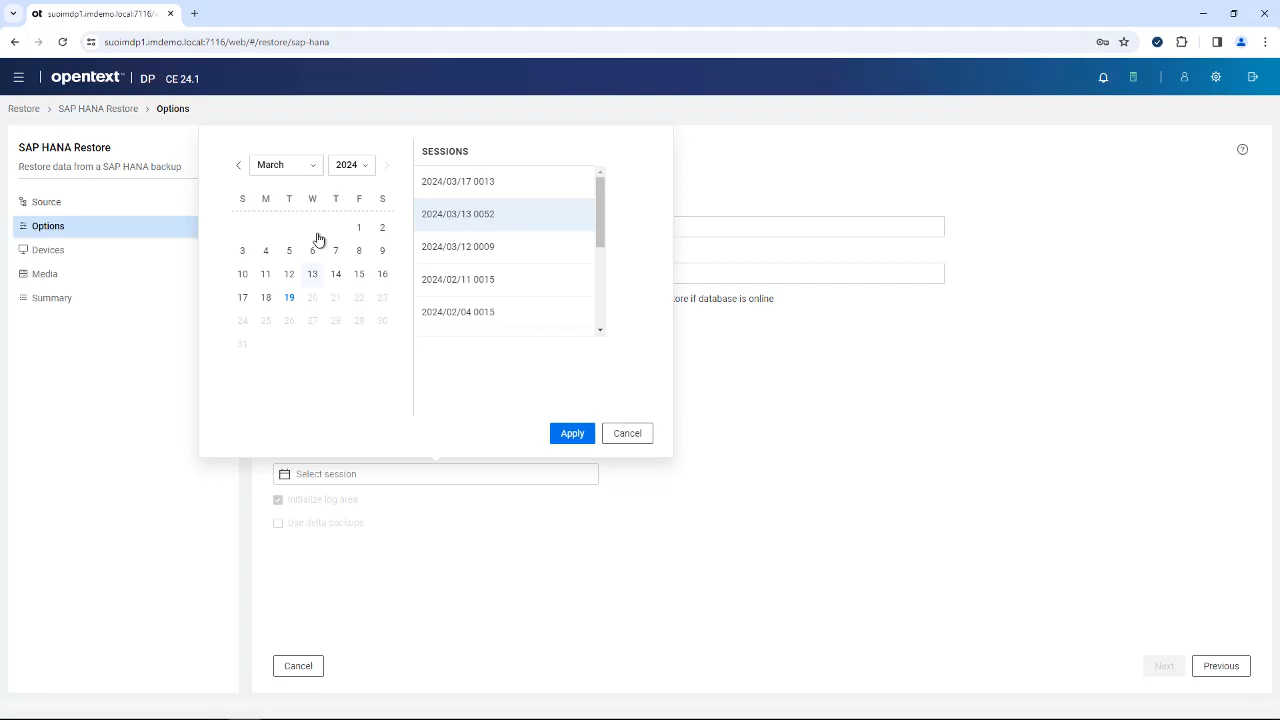 suoimdp1.imdemo.local:7116/w
suoimdp1.imdemo.local:7116/web/#/restore/sap-hana
opentext™ | DP CE 24.1
Restore > SAP HANA Restore > Options
SAP HANA Restore
Restore data from a SAP HANA backup
Source
Options
Devices
Media
Summary
March 2024
S M T W T F S
1 2
3 4 5 6 7 8 9
10 11 12 13 14 15 16
17 18 19 20 21 22 23
24 25 26 27 28 29 30
31
SESSIONS
2024/03/17 0013
2024/03/13 0052
2024/03/12 0009
2024/02/11 0015
2024/02/04 0015
Apply Cancel
ore if database is online
Select session
Initialize log area
Use delta backups
Cancel
Next Previous